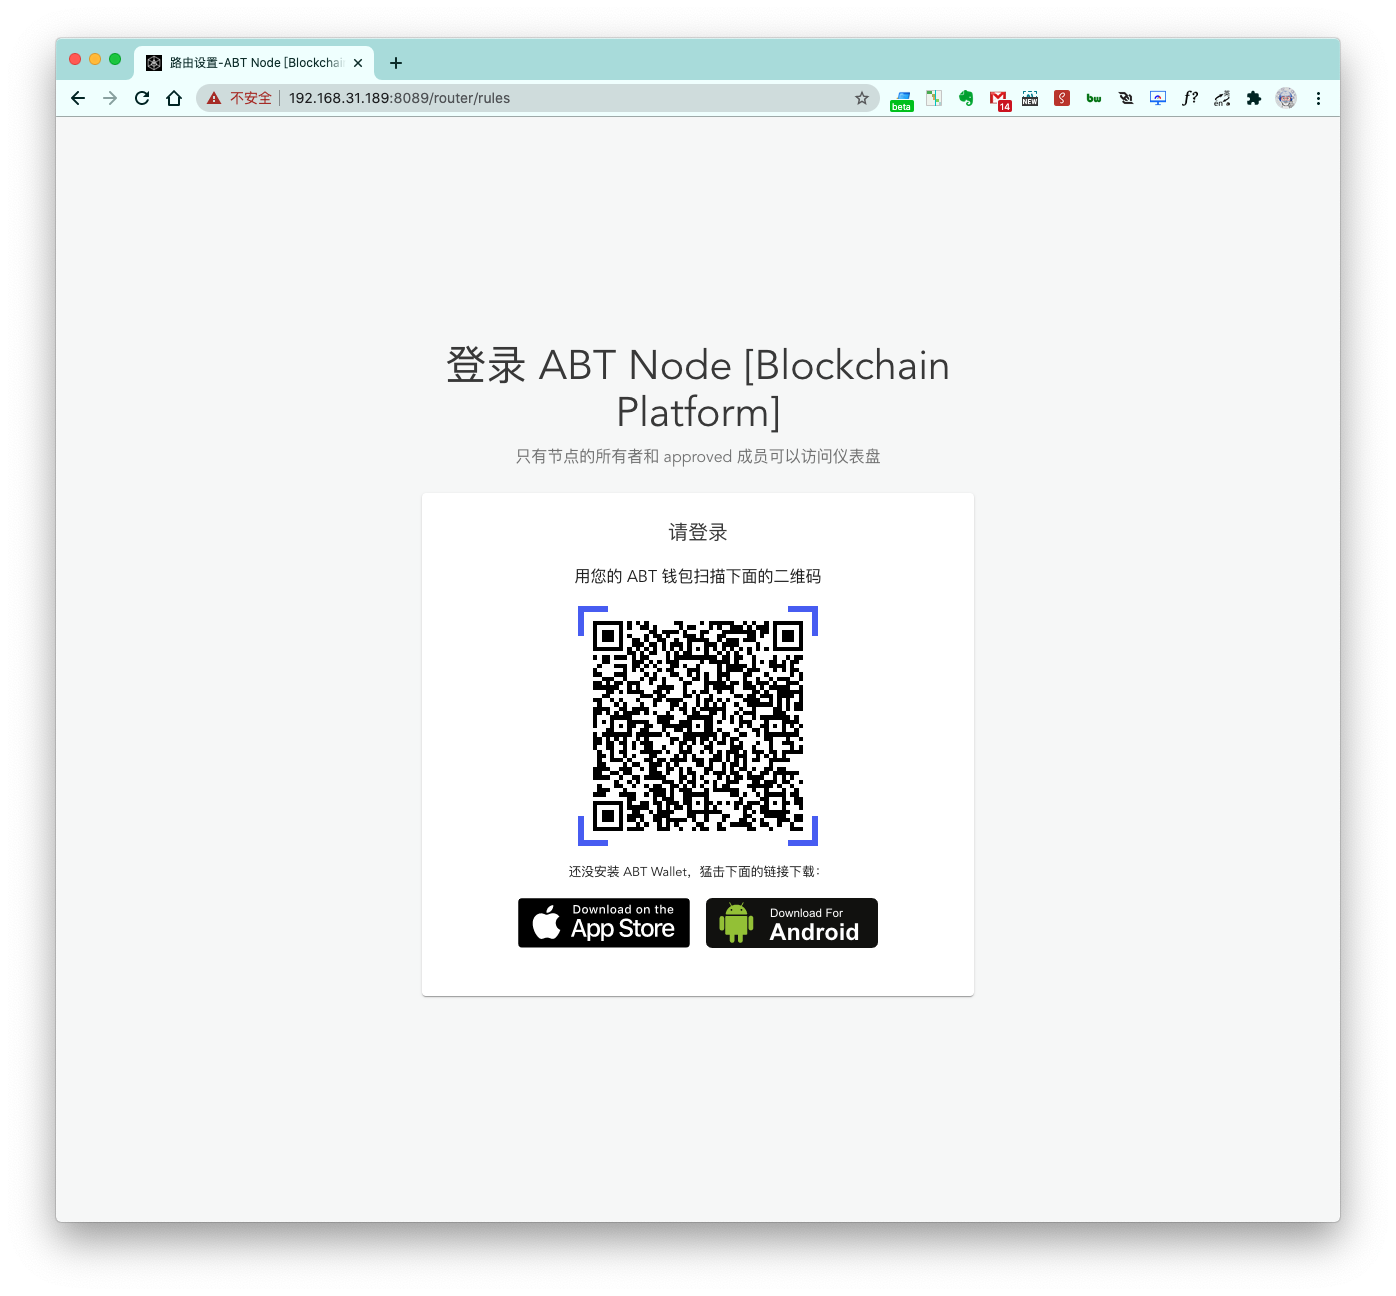 路由设置-ABT Node [Blockchai
不安全 192.168.31.189:8089/router/rules
beta
14
NEW
bw
f?
en
英
登录 ABT Node [Blockchain
Platform]
只有节点的所有者和 approved 成员可以访问仪表盘
请登录
用您的 ABT 钱包扫描下面的二维码
还没安装 ABT Wallet，猛击下面的链接下载：
Download on the
App Store
Download For
Android